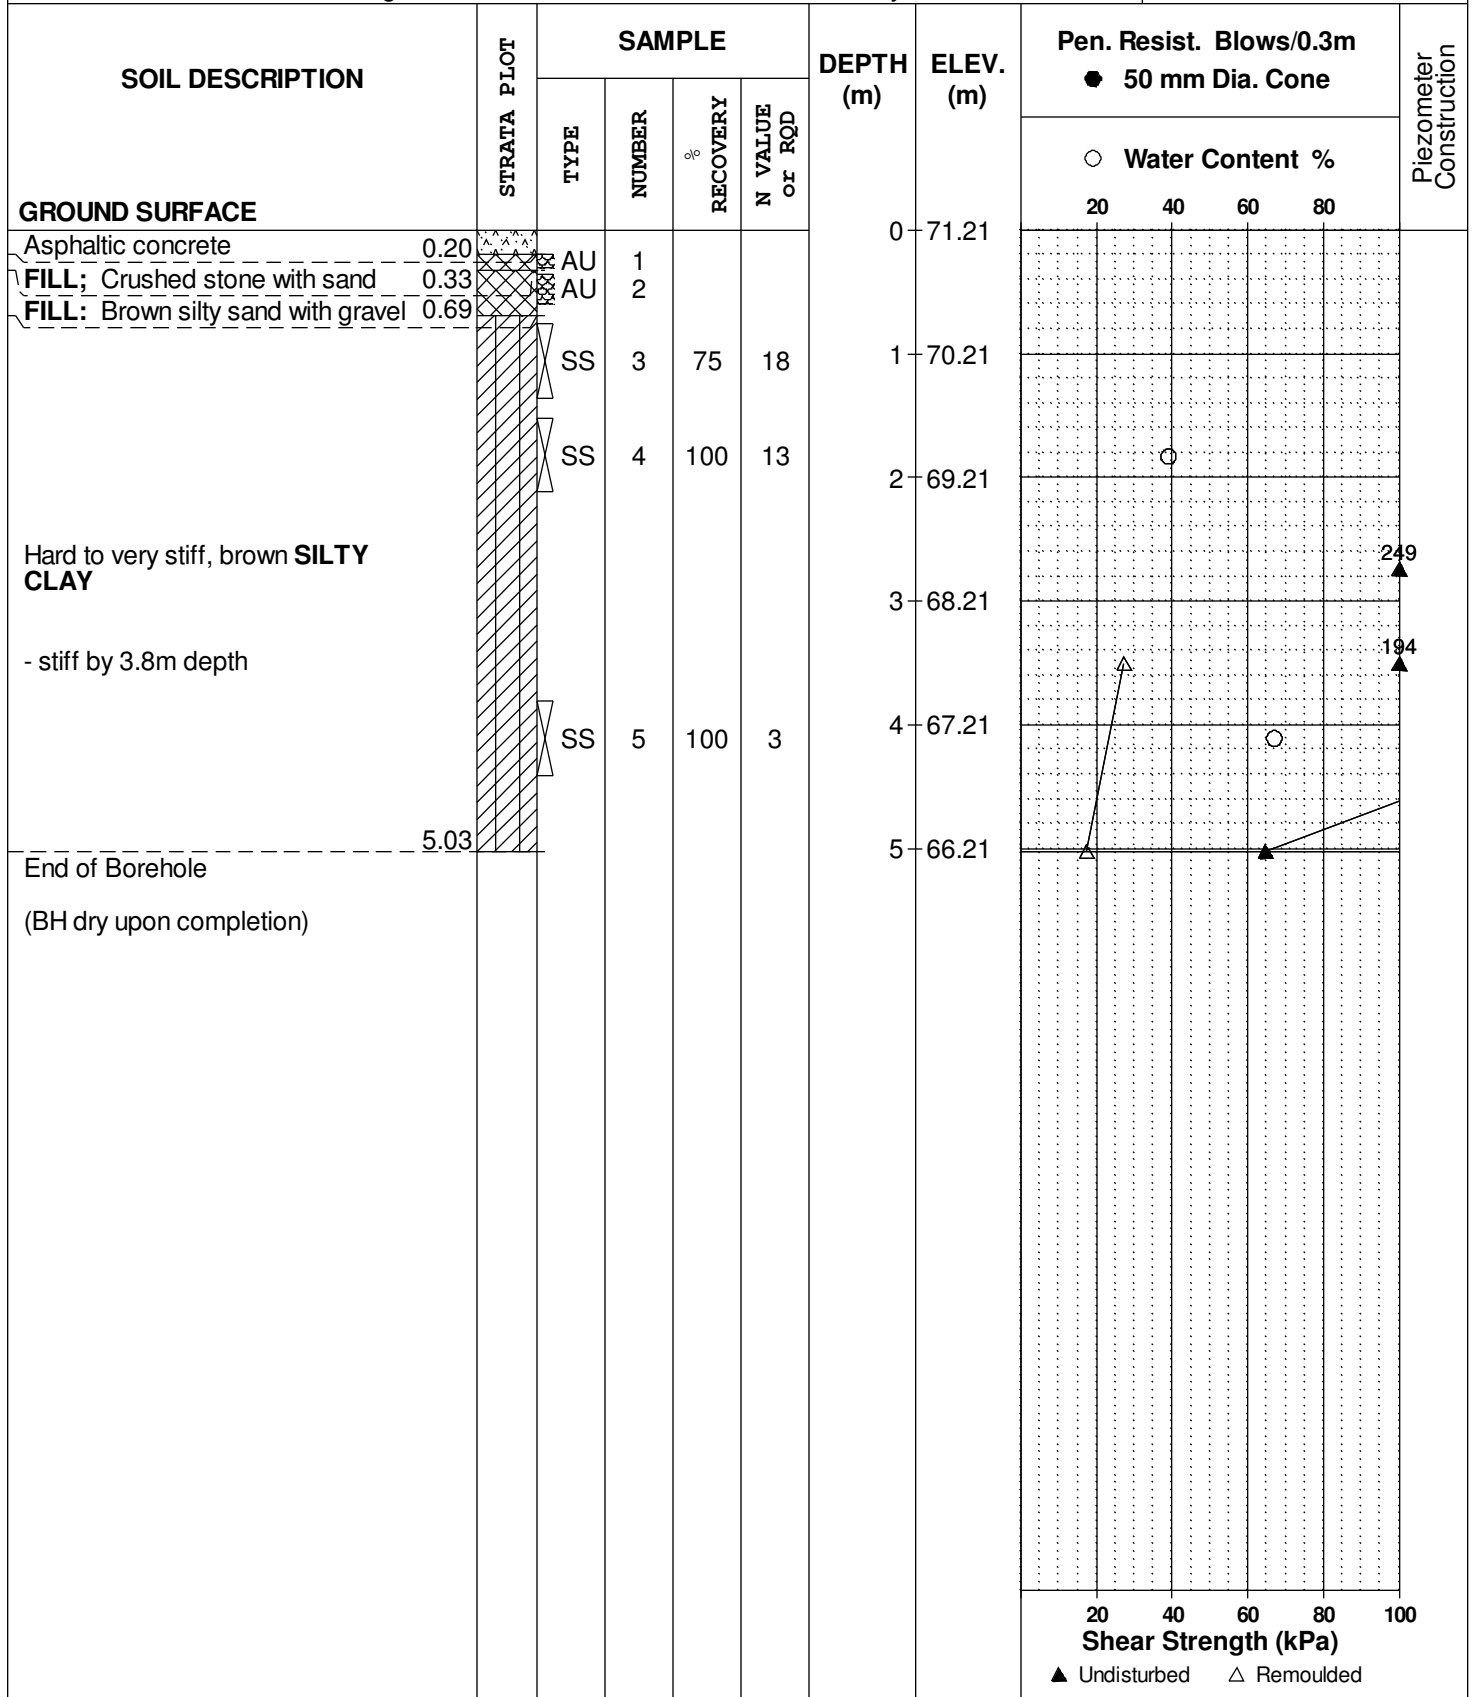 SOIL DESCRIPTION
GROUND SURFACE
STRATA PLOT
SAMPLE
TYPE
NUMBER
% RECOVERY
N VALUE
or RQD
DEPTH
(m)
ELEV.
(m)
Pen. Resist. Blows/0.3m
● 50 mm Dia. Cone
○ Water Content %
20 40 60 80
Piezometer
Construction
Asphaltic concrete 0.20
FILL; Crushed stone with sand 0.33
FILL: Brown silty sand with gravel 0.69
Hard to very stiff, brown SILTY
CLAY
- stiff by 3.8m depth
5.03
End of Borehole
(BH dry upon completion)
AU 1
AU 2
SS 3 75 18
SS 4 100 13
SS 5 100 3
0 71.21
1 70.21
2 69.21
3 68.21
4 67.21
5 66.21
249
194
20 40 60 80 100
Shear Strength (kPa)
▲ Undisturbed △ Remoulded